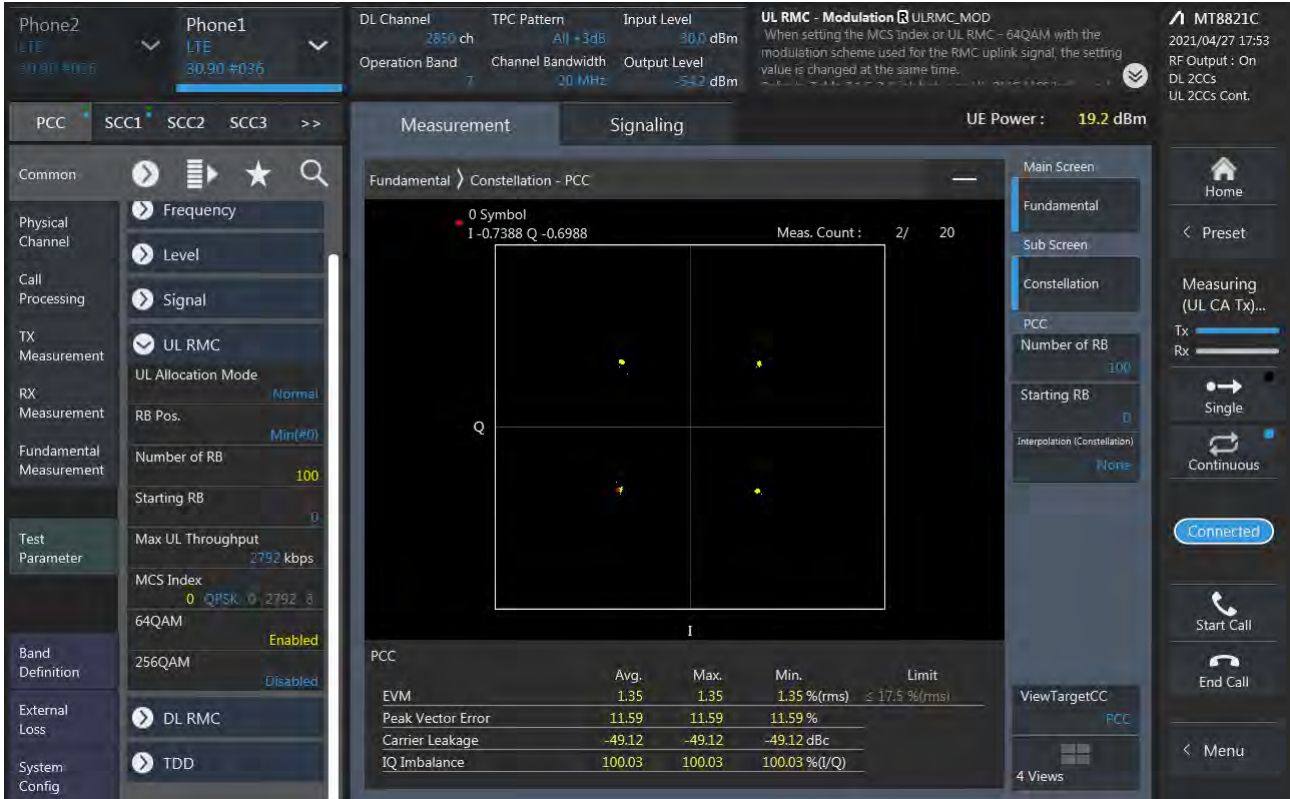 Phone2
LTE
30.90 #036
Phone1
LTE
30.90 #036
DL Channel
2850 ch
TPC Pattern
All +3dB
Input Level
30.0 dBm
Operation Band
7
Channel Bandwidth
20 MHz
Output Level
-54.2 dBm
UL RMC - Modulation R ULRMC_MOD
When setting the MCS Index or UL RMC - 64QAM with the
modulation scheme used for the RMC uplink signal, the setting
value is changed at the same time.
MT8821C
2021/04/27 17:53
RF Output : On
DL 2CCs
UL 2CCs Cont.
PCC
SCC1
SCC2
SCC3
>>
Measurement
Signaling
UE Power : 19.2 dBm
Common
Physical
Channel
Call
Processing
TX
Measurement
RX
Measurement
Fundamental
Measurement
Test
Parameter
Band
Definition
External
Loss
System
Config
Frequency
Level
Signal
UL RMC
UL Allocation Mode
Normal
RB Pos.
Min(#0)
Number of RB
100
Starting RB
0
Max UL Throughput
2792 kbps
MCS Index
0 QPSK 0 2792 8
64QAM
Enabled
256QAM
Disabled
DL RMC
TDD
Fundamental > Constellation - PCC
0 Symbol
I -0.7388 Q -0.6988
Meas. Count : 2/ 20
Q
I
PCC
Avg. Max. Min. Limit
EVM 1.35 1.35 1.35 %(rms) ≤ 17.5 %(rms)
Peak Vector Error 11.59 11.59 11.59 %
Carrier Leakage -49.12 -49.12 -49.12 dBc
IQ Imbalance 100.03 100.03 100.03 %(I/Q)
Main Screen
Fundamental
Sub Screen
Constellation
PCC
Number of RB
100
Starting RB
0
Interpolation (Constellation)
None
ViewTargetCC
PCC
4 Views
Home
< Preset
Measuring
(UL CA Tx)...
Tx
Rx
Single
Continuous
Connected
Start Call
End Call
< Menu